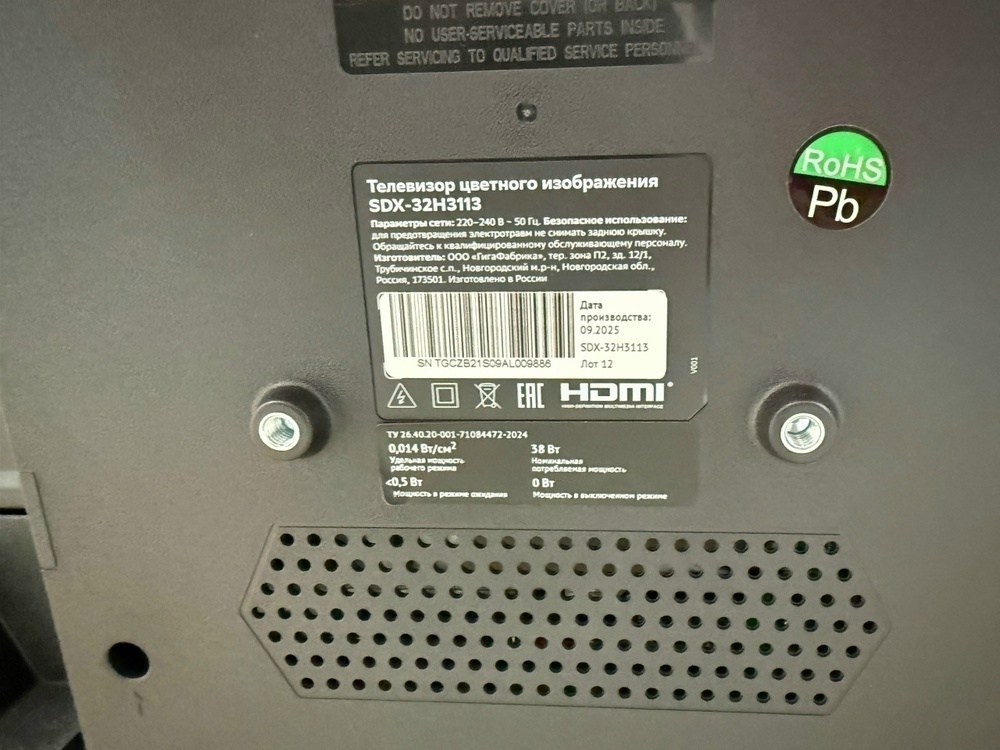 DO NOT REMOVE COVER (OR BACK)
NO USER-SERVICEABLE PARTS INSIDE
REFER SERVICING TO QUALIFIED SERVICE PERSONNEL
RoHS
Pb
Телевизор цветного изображения
SDX-32H3113
Параметры сети: 220–240 В ~ 50 Гц. Безопасное использование:
для предотвращения электротравм не снимать заднюю крышку.
Обращайтесь к квалифицированному обслуживающему персоналу.
Изготовитель: ООО «ГигаФабрика», тер. зона П2, зд. 12/1,
Трубичинское с.п., Новгородский м.р-н, Новгородская обл.,
Россия, 173501. Изготовлено в России
Дата
производства:
09.2025
SDX-32H3113
Лот 12
SN TGCZB21S09AL009886
V001
EAC HDMI
HIGH-DEFINITION MULTIMEDIA INTERFACE
ТУ 26.40.20-001-71084472-2024
0,014 Вт/см²
Удельная мощность
рабочего режима
38 Вт
Номинальная
потребляемая мощность
<0,5 Вт
Мощность в режиме ожидания
0 Вт
Мощность в выключенном режиме